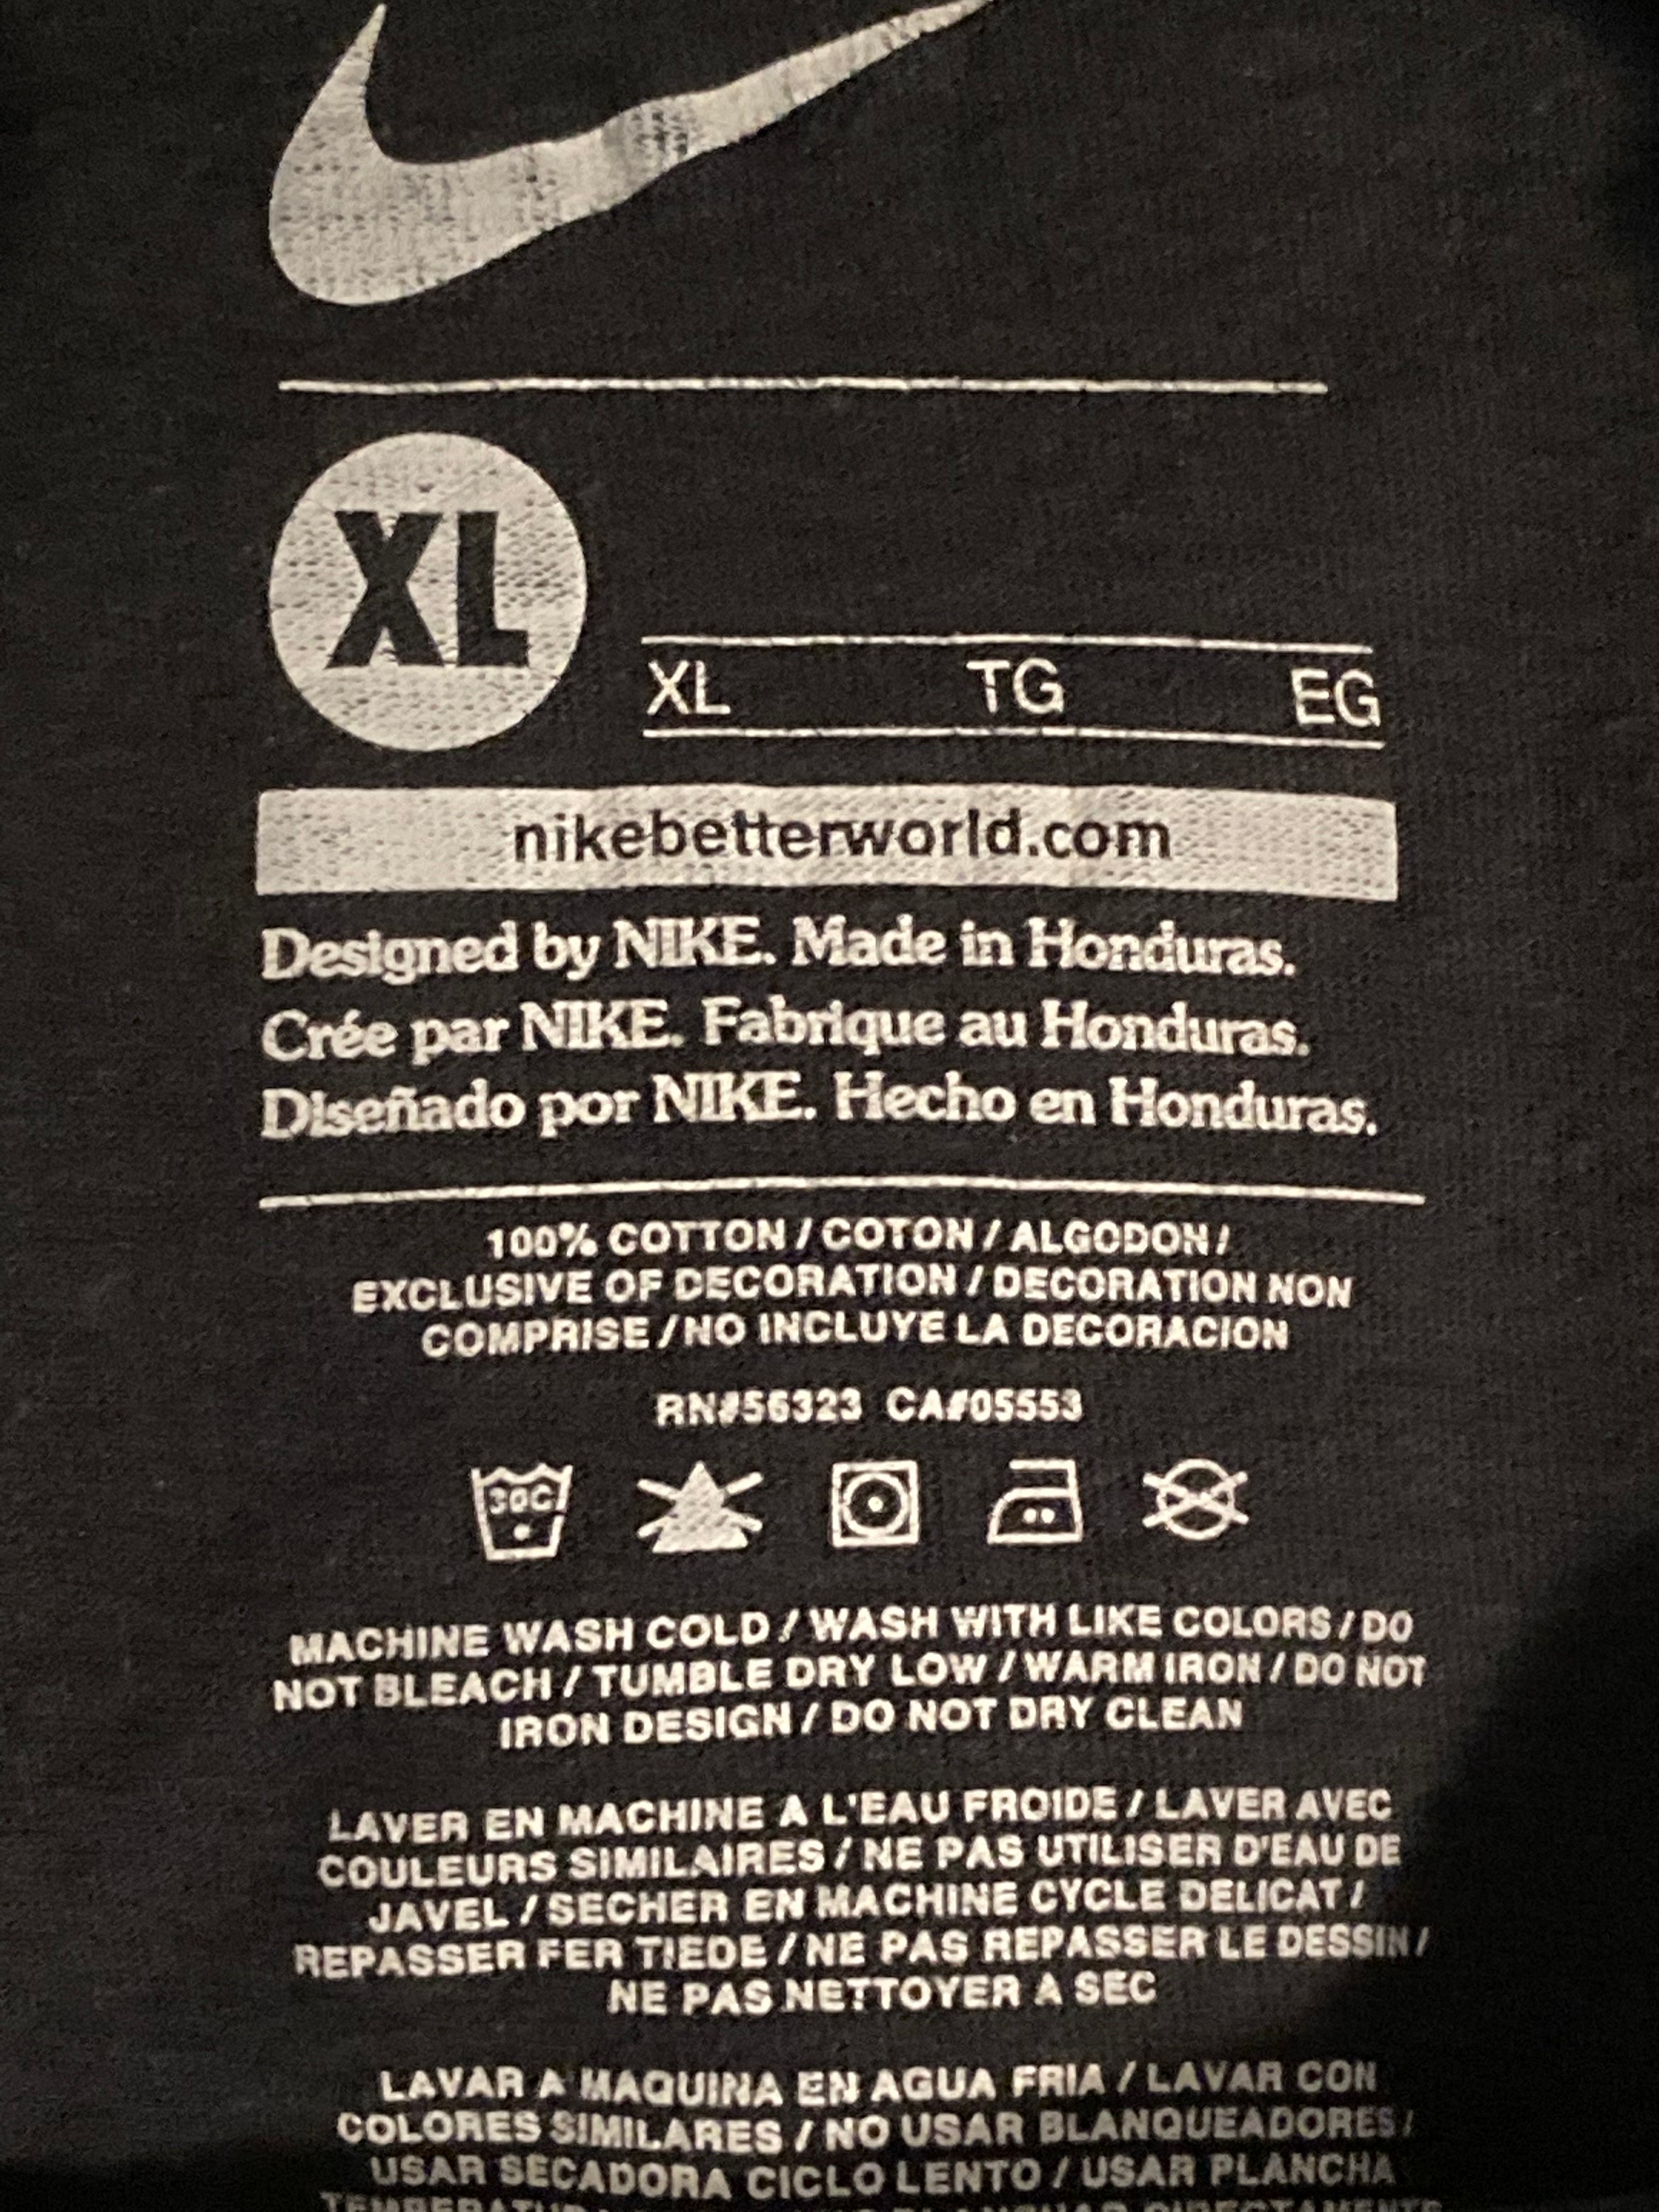 XL
XL TG EG
nikebetterworld.com
Designed by NIKE. Made in Honduras.
Crée par NIKE. Fabrique au Honduras.
Diseñado por NIKE. Hecho en Honduras.
100% COTTON / COTON / ALGODON /
EXCLUSIVE OF DECORATION / DECORATION NON
COMPRISE / NO INCLUYE LA DECORACION
RN#56323 CA#05553
30C
MACHINE WASH COLD / WASH WITH LIKE COLORS / DO
NOT BLEACH / TUMBLE DRY LOW / WARM IRON / DO NOT
IRON DESIGN / DO NOT DRY CLEAN
LAVER EN MACHINE A L'EAU FROIDE / LAVER AVEC
COULEURS SIMILAIRES / NE PAS UTILISER D'EAU DE
JAVEL / SECHER EN MACHINE CYCLE DELICAT /
REPASSER FER TIEDE / NE PAS REPASSER LE DESSIN /
NE PAS NETTOYER A SEC
LAVAR A MAQUINA EN AGUA FRIA / LAVAR CON
COLORES SIMILARES / NO USAR BLANQUEADORES /
USAR SECADORA CICLO LENTO / USAR PLANCHA